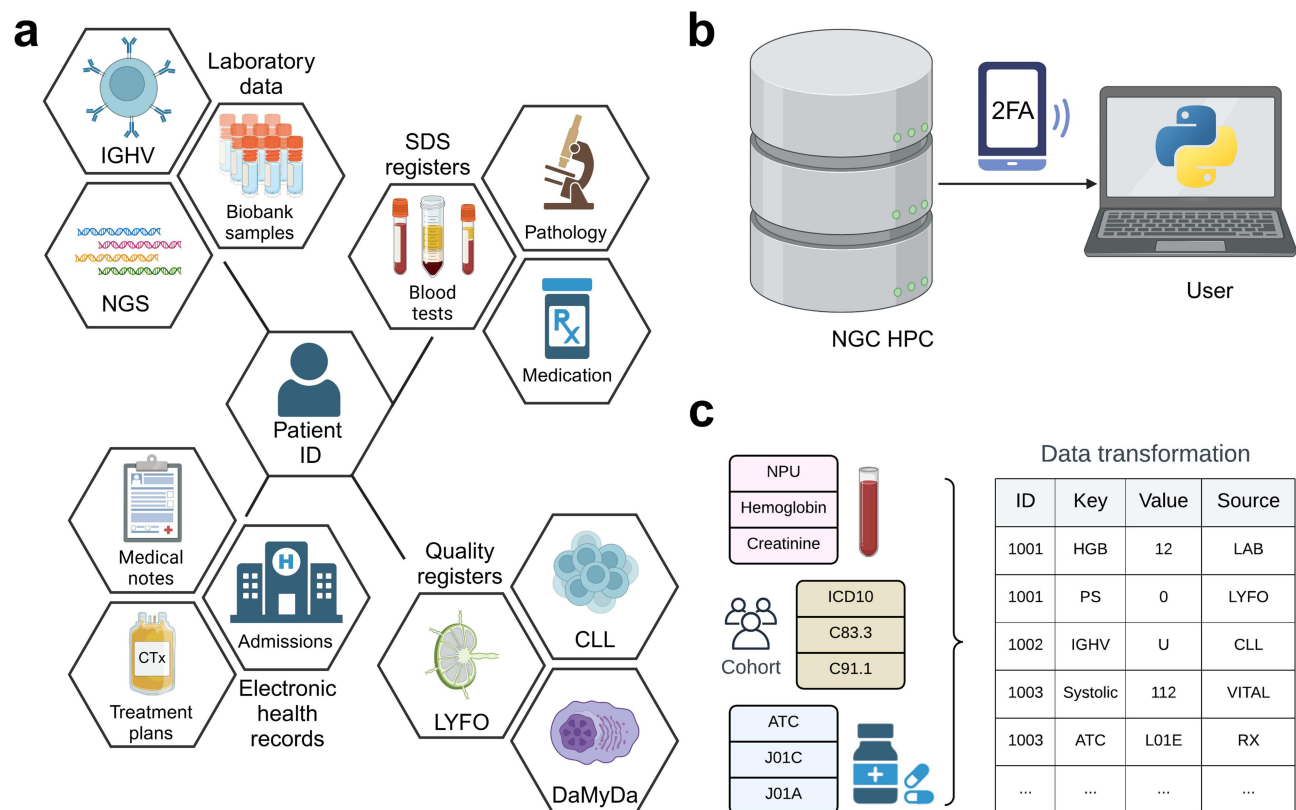 a
IGHV
Laboratory
data
Biobank
samples
NGS
SDS
registers
Pathology
Blood
tests
Rx
Medication
Patient
ID
Medical
notes
H
Admissions
CTx
Treatment
plans
Electronic
health
records
Quality
registers
CLL
LYFO
DaMyDa
b
2FA
NGC HPC
User
c
NPU
Hemoglobin
Creatinine
Cohort
ICD10
C83.3
C91.1
ATC
J01C
J01A
Data transformation
ID Key Value Source
1001 HGB 12 LAB
1001 PS 0 LYFO
1002 IGHV U CLL
1003 Systolic 112 VITAL
1003 ATC L01E RX
... ... ... ...